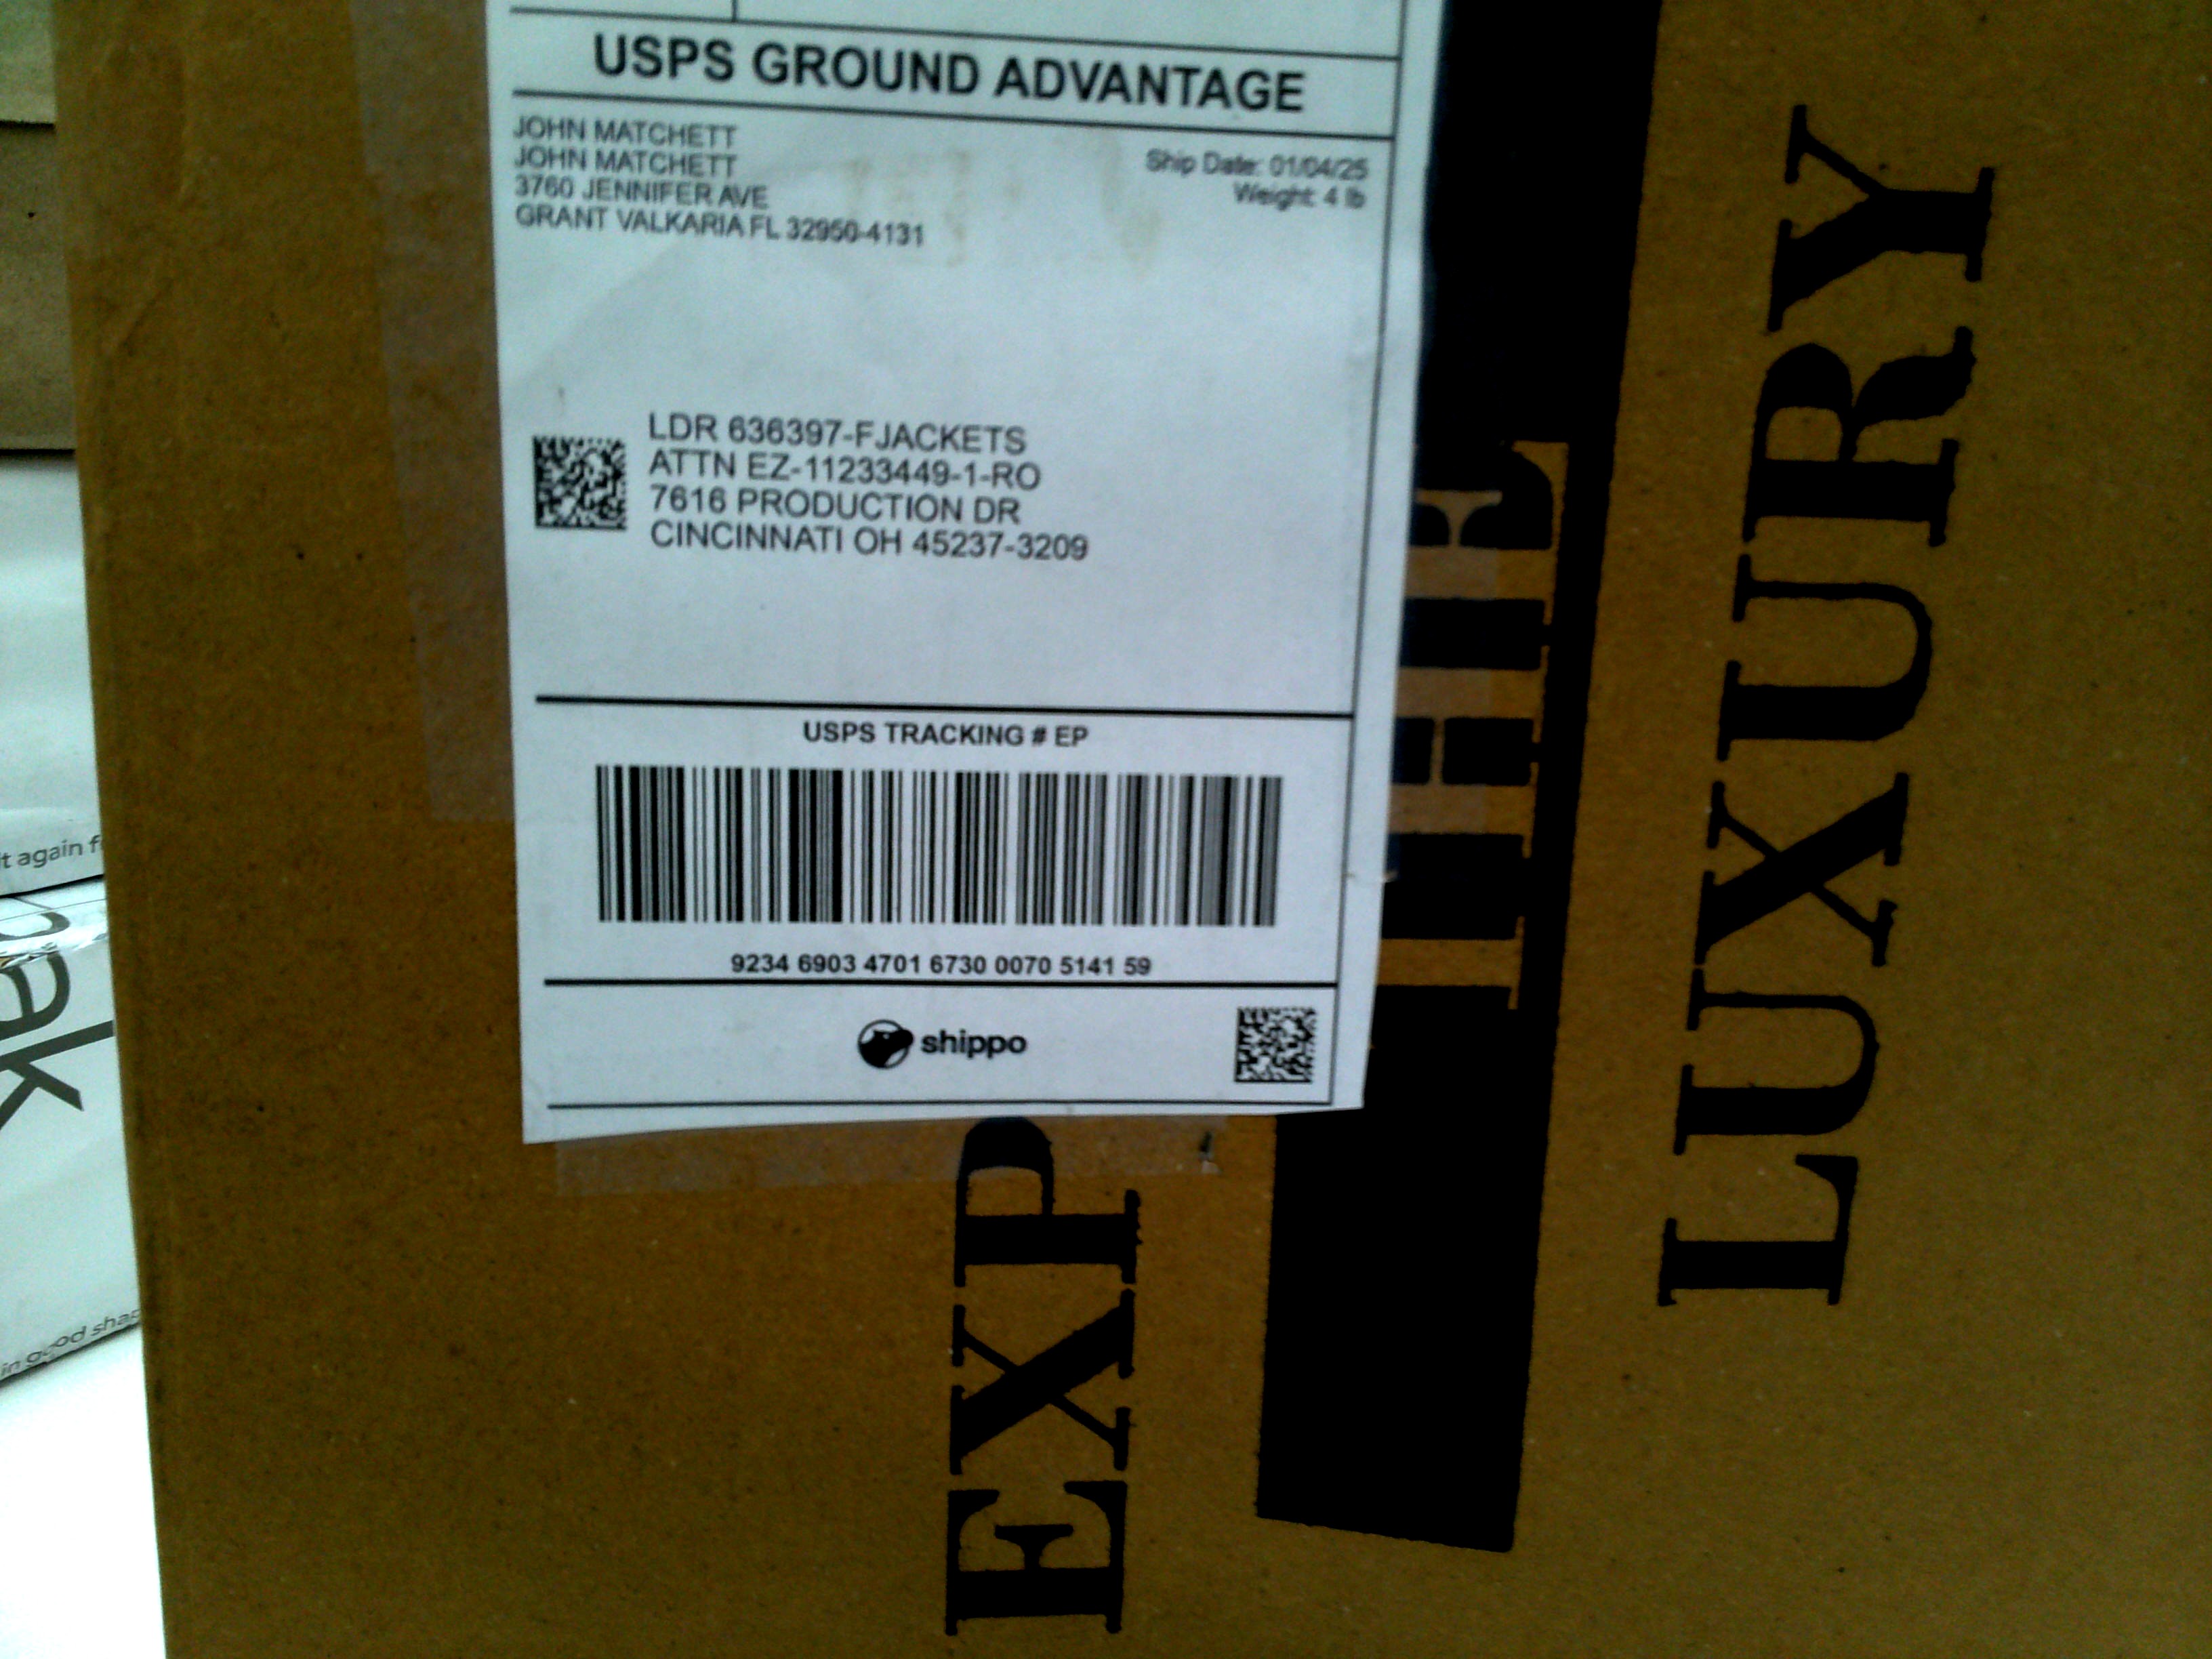 USPS GROUND ADVANTAGE
JOHN MATCHETT
JOHN MATCHETT
3760 JENNIFER AVE
GRANT VALKARIA FL 32950-4131
Ship Date: 01/04/25
Weight: 4 lb
LDR 636397-FJACKETS
ATTN EZ-11233449-1-RO
7616 PRODUCTION DR
CINCINNATI OH 45237-3209
USPS TRACKING # EP
9234 6903 4701 6730 0070 5141 59
shippo
EXP
THE
LUXURY
t again f
ak
in good shap